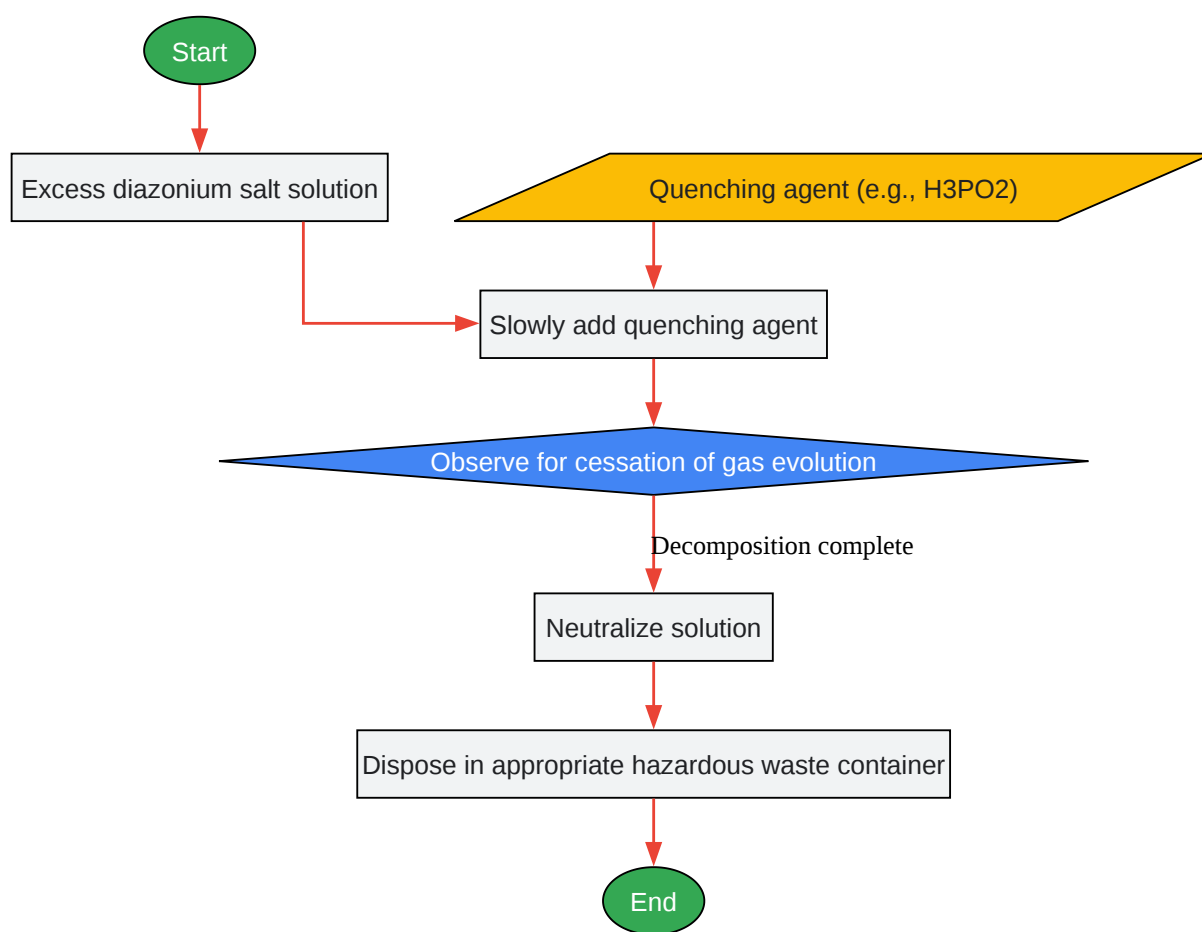 Start
Excess diazonium salt solution
Quenching agent (e.g., H3PO2)
Slowly add quenching agent
Observe for cessation of gas evolution
Decomposition complete
Neutralize solution
Dispose in appropriate hazardous waste container
End